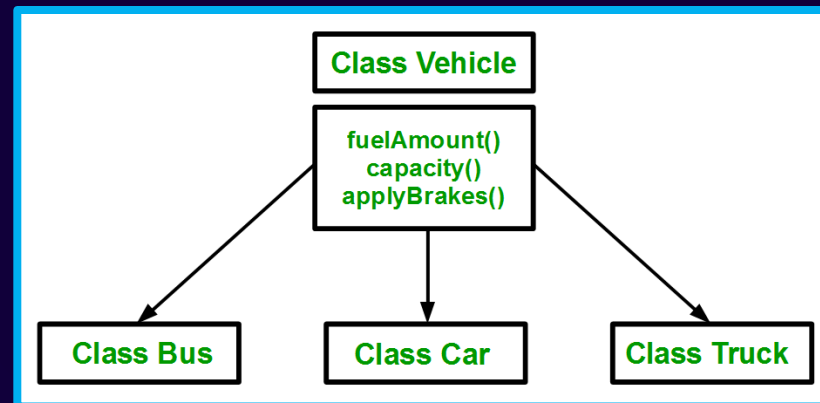 Class Vehicle
fuelAmount()
capacity()
applyBrakes()
Class Bus
Class Car
Class Truck